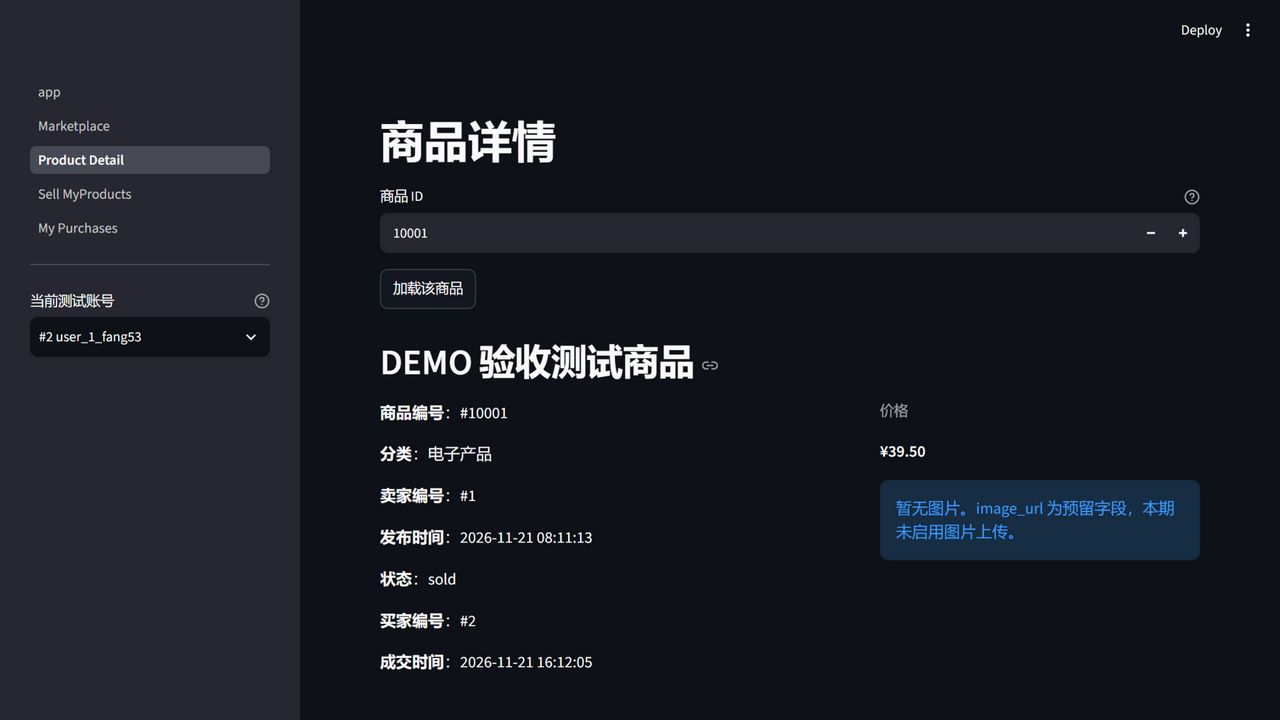 Deploy
app
Marketplace
Product Detail
Sell MyProducts
My Purchases
当前测试账号
#2 user_1_fang53
商品详情
商品 ID
10001
加载该商品
DEMO 验收测试商品
商品编号：#10001
分类：电子产品
卖家编号：#1
发布时间：2026-11-21 08:11:13
状态：sold
买家编号：#2
成交时间：2026-11-21 16:12:05
价格
¥39.50
暂无图片。image_url 为预留字段，本期
未启用图片上传。